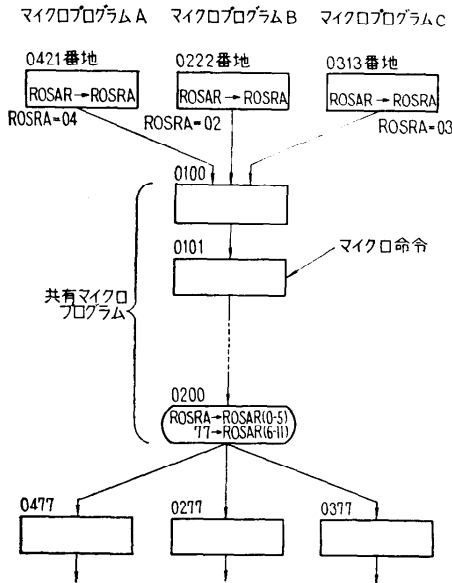 マイクロプログラム A
マイクロプログラム B
マイクロプログラム C
0421番地
0222番地
0313番地
ROSAR→ROSRA
ROSAR→ROSRA
ROSAR→ROSRA
ROSRA=04
ROSRA=02
ROSRA=03
0100
0101
マイクロ命令
共有マイクロ
プログラム
0200
ROSRA→ROSAR(0-5)
77→ROSAR(6-11)
0477
0277
0377